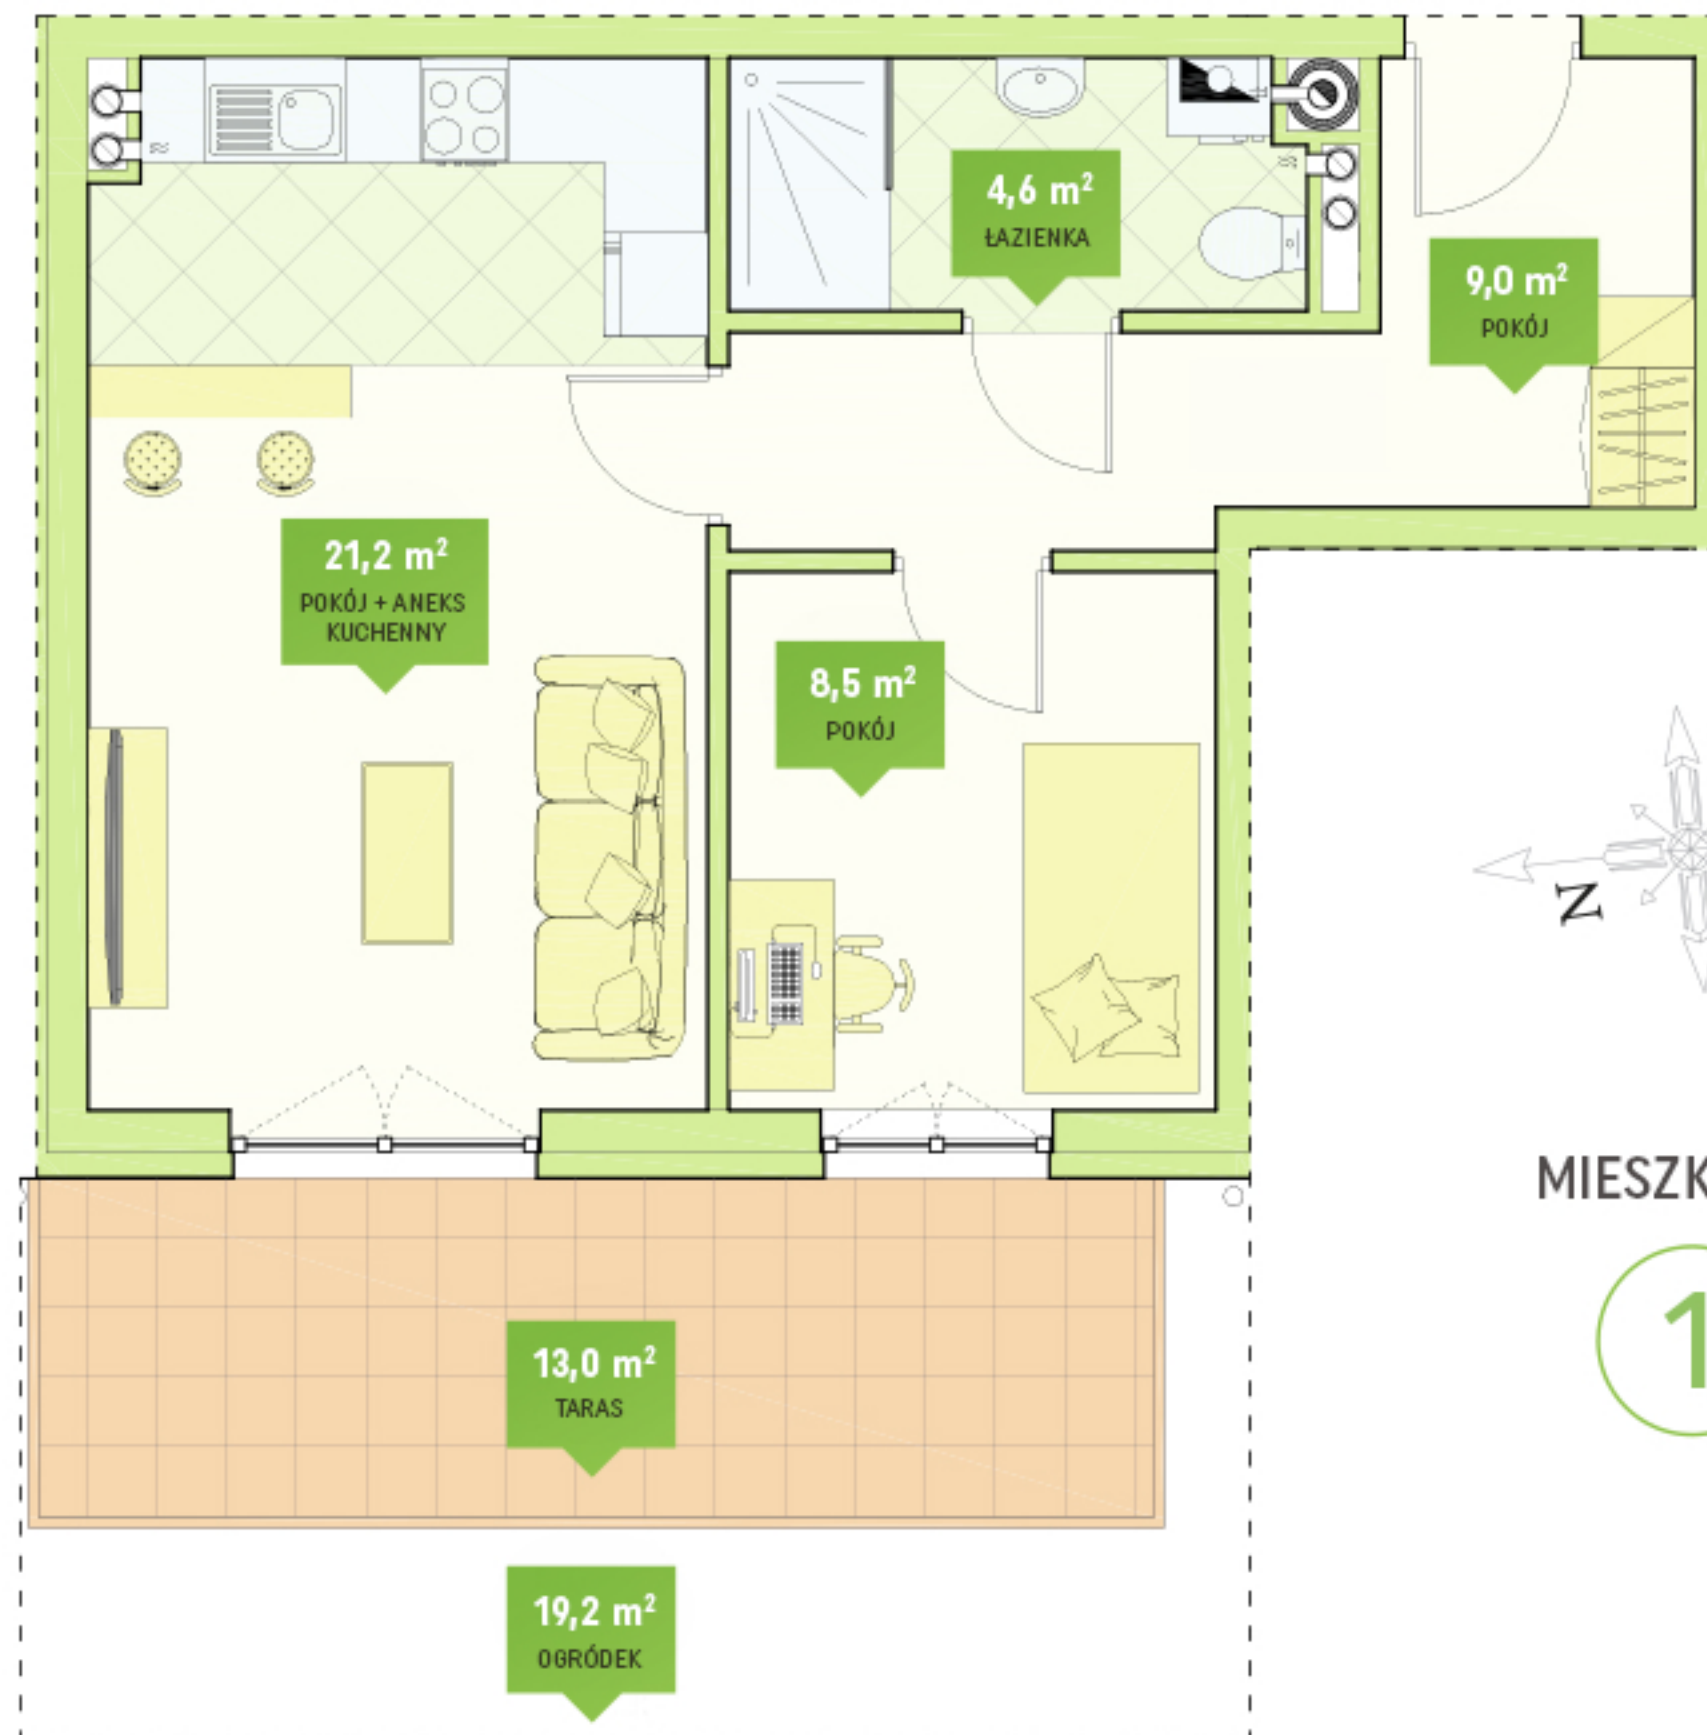 4,6 m²
ŁAZIENKA
9,0 m²
POKÓJ
21,2 m²
POKÓJ + ANEKS
KUCHENNY
8,5 m²
POKÓJ
N
MIESZK
1
13,0 m²
TARAS
19,2 m²
OGRÓDEK